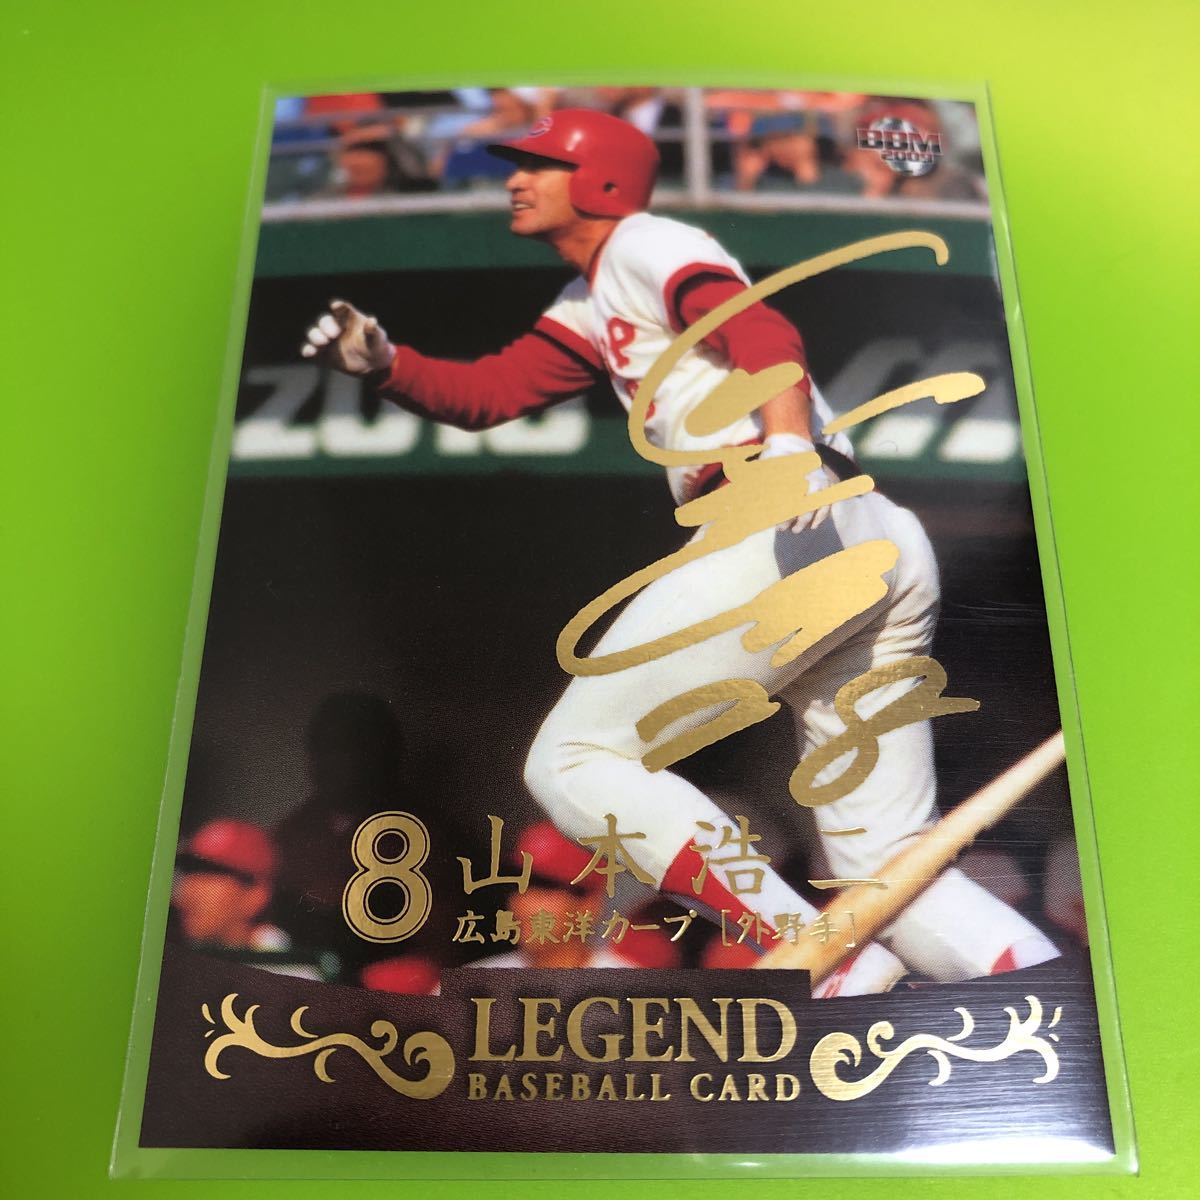 BBM
2009
8 山本浩二
広島東洋カープ [外野手]
LEGEND
BASEBALL CARD